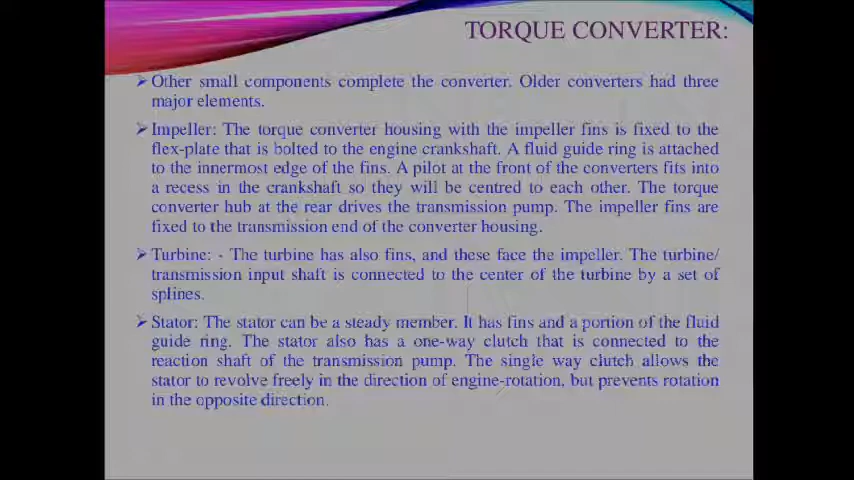 TORQUE CONVERTER:
➢ Other small components complete the converter. Older converters had three
major elements.
➢ Impeller: The torque converter housing with the impeller fins is fixed to the
flex-plate that is bolted to the engine crankshaft. A fluid guide ring is attached
to the innermost edge of the fins. A pilot at the front of the converters fits into
a recess in the crankshaft so they will be centred to each other. The torque
converter hub at the rear drives the transmission pump. The impeller fins are
fixed to the transmission end of the converter housing.
➢ Turbine: - The turbine has also fins, and these face the impeller. The turbine/
transmission input shaft is connected to the center of the turbine by a set of
splines.
➢ Stator: The stator can be a steady member. It has fins and a portion of the fluid
guide ring. The stator also has a one-way clutch that is connected to the
reaction shaft of the transmission pump. The single way clutch allows the
stator to revolve freely in the direction of engine-rotation, but prevents rotation
in the opposite direction.